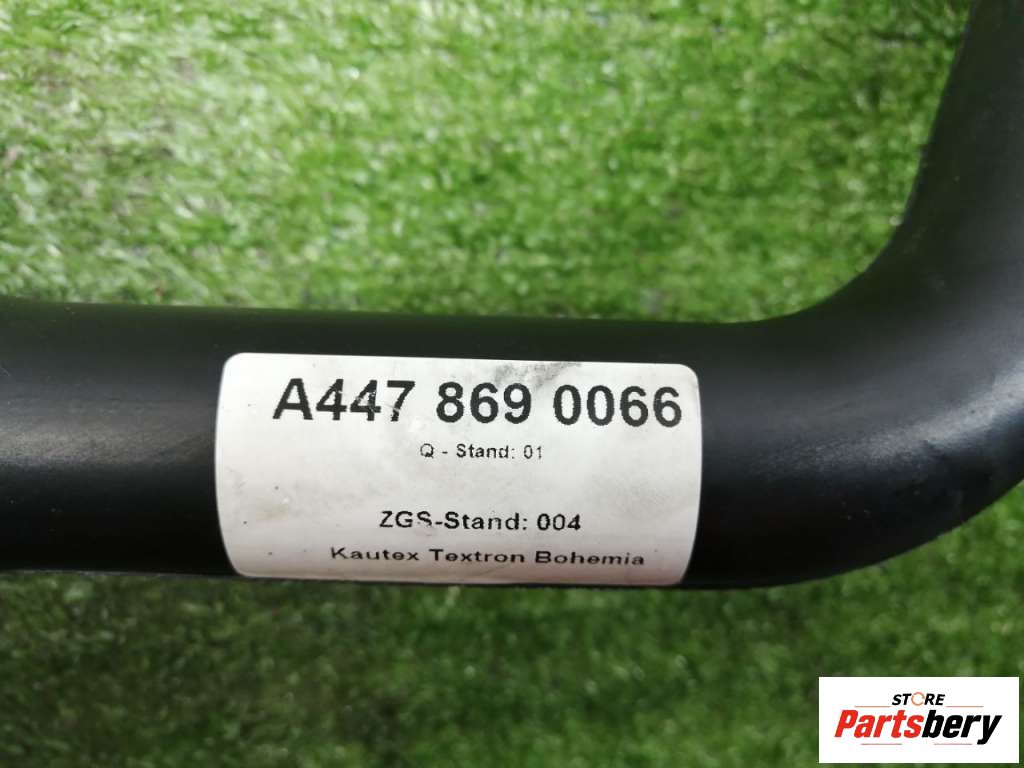 A447 869 0066
Q - Stand: 01
ZGS-Stand: 004
Kautex Textron Bohemia
STORE
Partsbery